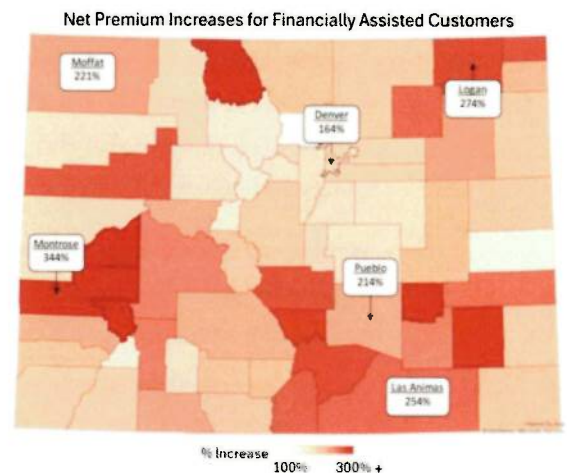 Net Premium Increases for Financially Assisted Customers
Moffat
221%
Logan
274%
Denver
164%
Montrose
344%
Pueblo
214%
Las Animas
254%
% Increase
100%
300% +